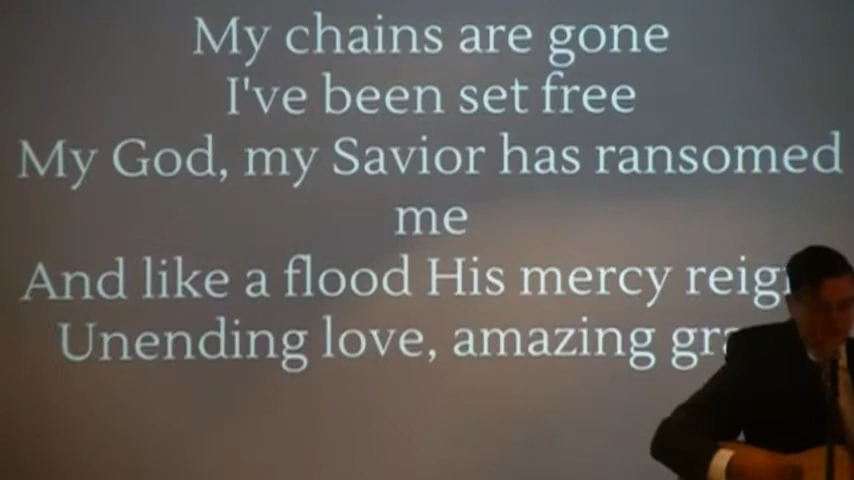 My chains are gone
I've been set free
My God, my Savior has ransomed
me
And like a flood His mercy
Unending love, amazing